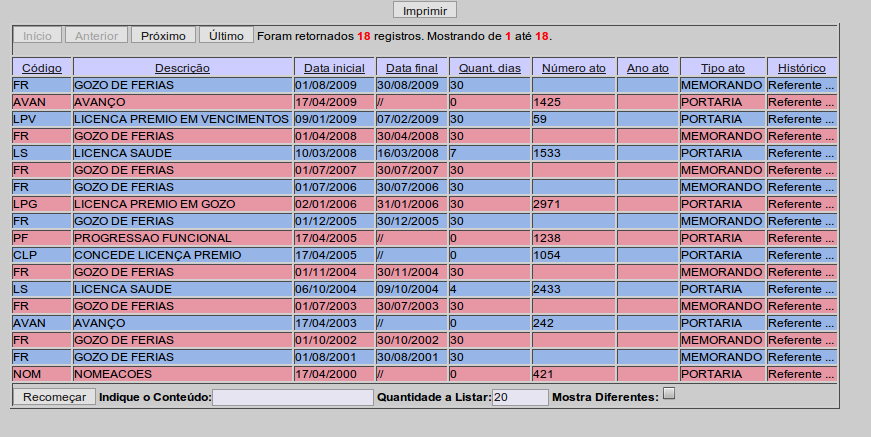 Imprimir
Início Anterior Próximo Último Foram retornados 18 registros. Mostrando de 1 até 18.
Código Descrição Data inicial Data final Quant. dias Número ato Ano ato Tipo ato Histórico
FR GOZO DE FERIAS 01/08/2009 30/08/2009 30 MEMORANDO Referente ...
AVAN AVANÇO 17/04/2009 // 0 1425 PORTARIA Referente ...
LPV LICENCA PREMIO EM VENCIMENTOS 09/01/2009 07/02/2009 30 59 PORTARIA Referente ...
FR GOZO DE FERIAS 01/04/2008 30/04/2008 30 MEMORANDO Referente ...
LS LICENCA SAUDE 10/03/2008 16/03/2008 7 1533 PORTARIA Referente ...
FR GOZO DE FERIAS 01/07/2007 30/07/2007 30 MEMORANDO Referente ...
FR GOZO DE FERIAS 01/07/2006 30/07/2006 30 MEMORANDO Referente ...
LPG LICENCA PREMIO EM GOZO 02/01/2006 31/01/2006 30 2971 PORTARIA Referente ...
FR GOZO DE FERIAS 01/12/2005 30/12/2005 30 MEMORANDO Referente ...
PF PROGRESSAO FUNCIONAL 17/04/2005 // 0 1238 PORTARIA Referente ...
CLP CONCEDE LICENÇA PREMIO 17/04/2005 // 0 1054 PORTARIA Referente ...
FR GOZO DE FERIAS 01/11/2004 30/11/2004 30 MEMORANDO Referente ...
LS LICENCA SAUDE 06/10/2004 09/10/2004 4 2433 PORTARIA Referente ...
FR GOZO DE FERIAS 01/07/2003 30/07/2003 30 MEMORANDO Referente ...
AVAN AVANÇO 17/04/2003 // 0 242 PORTARIA Referente ...
FR GOZO DE FERIAS 01/10/2002 30/10/2002 30 MEMORANDO Referente ...
FR GOZO DE FERIAS 01/08/2001 30/08/2001 30 MEMORANDO Referente ...
NOM NOMEACOES 17/04/2000 // 0 421 PORTARIA Referente ...
Recomeçar Indique o Conteúdo: Quantidade a Listar: 20 Mostra Diferentes: